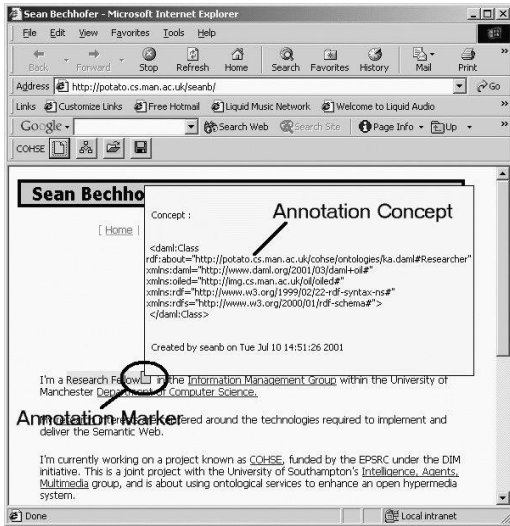 Sean Bechhofer - Microsoft Internet Explorer
File Edit View Favorites Tools Help
Back Forward Stop Refresh Home Search Favorites History Mail Print »
Address http://potato.cs.man.ac.uk/seanb/ Go
Links Customize Links Free Hotmail Liquid Music Network Welcome to Liquid Audio »
Google Search Web Search Site Page Info Up »
COHSE
Sean Bechho
[ Home |
Concept :
Annotation Concept
<daml:Class
rdf:about="http://potato.cs.man.ac.uk/cohse/ontologies/ka.daml#Researcher"
xmlns:daml="http://www.daml.org/2001/03/daml+oil#"
xmlns:oiled="http://img.cs.man.ac.uk/oil/oiled#"
xmlns:rdf="http://www.w3.org/1999/02/22-rdf-syntax-ns#"
xmlns:rdfs="http://www.w3.org/2000/01/rdf-schema#">
</daml:Class>
Created by seanb on Tue Jul 10 14:51:26 2001
I'm a Research Fellow in the Information Management Group within the University of
Manchester Department of Computer Science.
Annotation Marker
My research interests are centered around the technologies required to implement and
deliver the Semantic Web.
I'm currently working on a project known as COHSE, funded by the EPSRC under the DIM
initiative. This is a joint project with the University of Southampton's Intelligence, Agents,
Multimedia group, and is about using ontological services to enhance an open hypermedia
system.
Done Local intranet